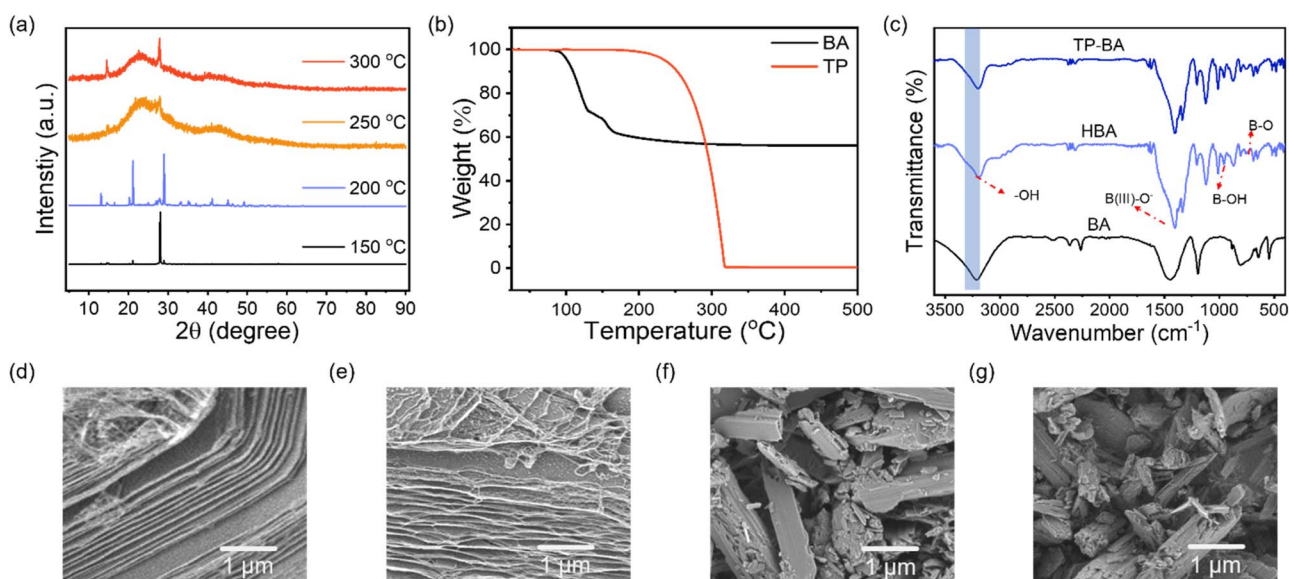 (a)
300 °C
250 °C
200 °C
150 °C
Intenstiy (a.u.)
10 20 30 40 50 60 70 80 90
2θ (degree)
(b)
BA
TP
100
80
60
40
20
0
Weight (%)
100 200 300 400 500
Temperature (°C)
(c)
TP-BA
HBA
B-O
-OH
B(III)-O-
B-OH
BA
Transmittance (%)
3500 3000 2500 2000 1500 1000 500
Wavenumber (cm-1)
(d)
1 μm
(e)
1 μm
(f)
1 μm
(g)
1 μm